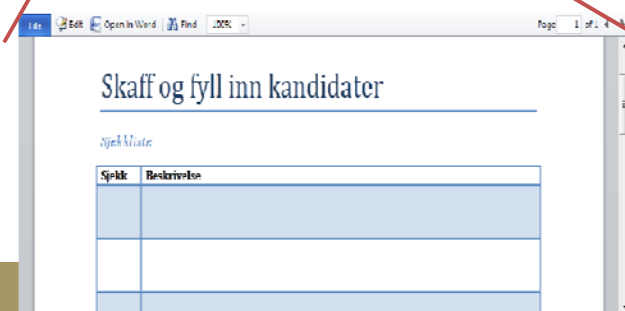 File Edit Open in Word Find 100% Page 1 of 1
Skaff og fyll inn kandidater
Sjekkliste
Sjekk Beskrivelse